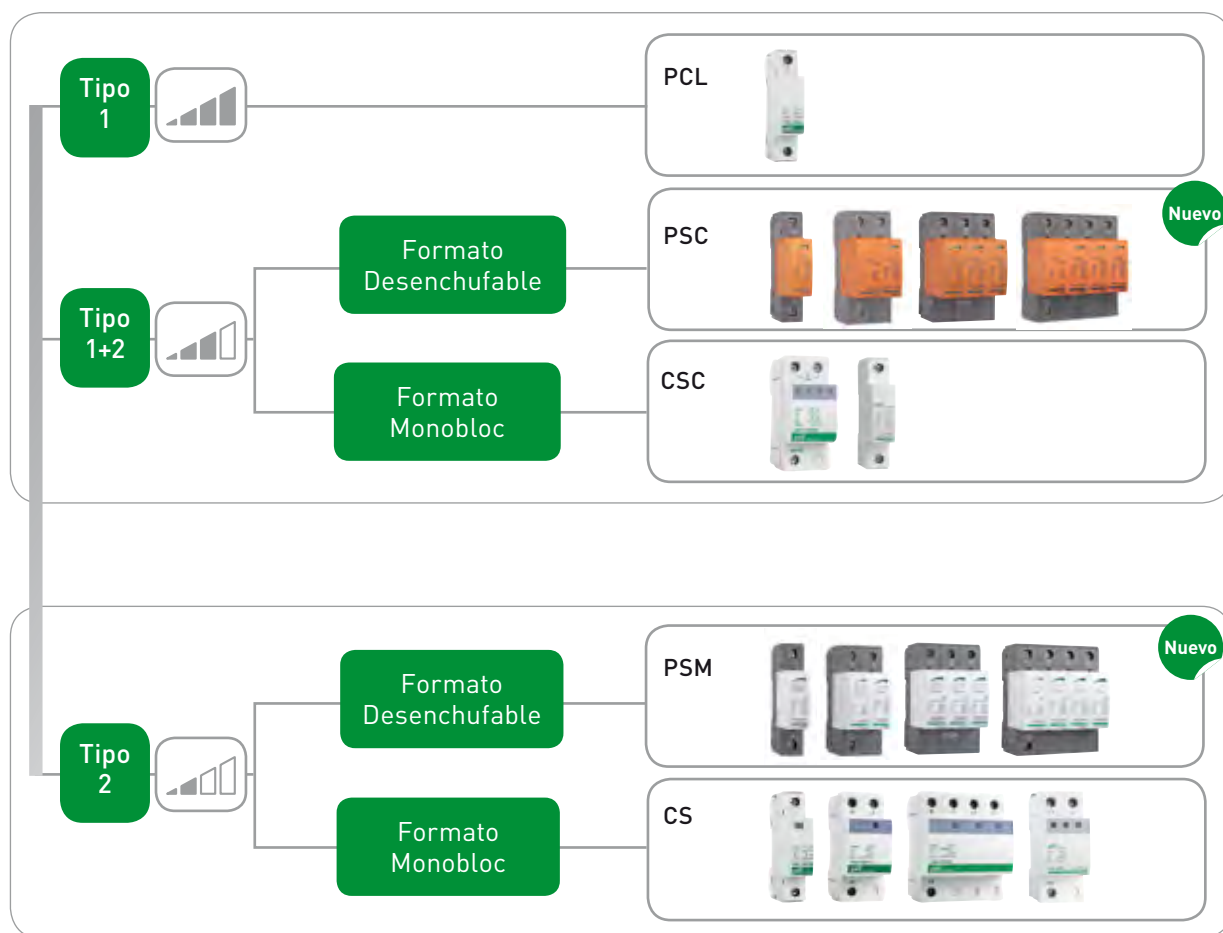 Tipo
1
PCL
Formato
Desenchufable
PSC
Nuevo
Tipo
1+2
Formato
Monobloc
CSC
Formato
Desenchufable
PSM
Nuevo
Tipo
2
Formato
Monobloc
CS